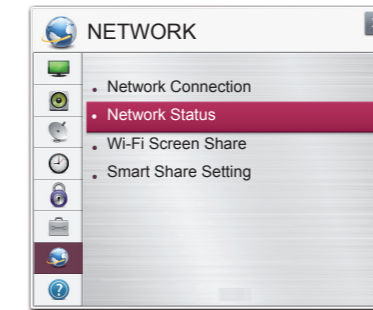 NETWORK
• Network Connection
• Network Status
• Wi-Fi Screen Share
• Smart Share Setting
?